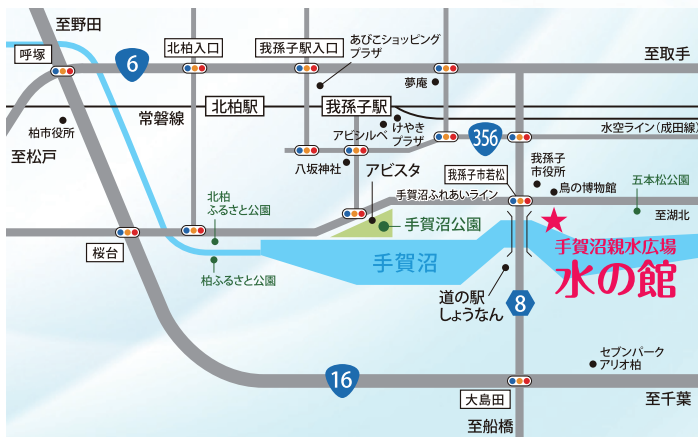 至野田
呼塚
6
北柏入口
我孫子駅入口
あびこショッピング
プラザ
夢庵
至取手
柏市役所
常磐線
北柏駅
我孫子駅
アビシルベ
けやき
プラザ
356
水空ライン(成田線)
至松戸
八坂神社
アビスタ
我孫子市若松
我孫子
市役所
鳥の博物館
五本松公園
北柏
ふるさと公園
手賀沼ふれあいライン
至湖北
手賀沼公園
桜台
柏ふるさと公園
手賀沼
手賀沼親水広場
水の館
道の駅
しょうなん
8
セブンパーク
アリオ柏
16
大島田
至千葉
至船橋